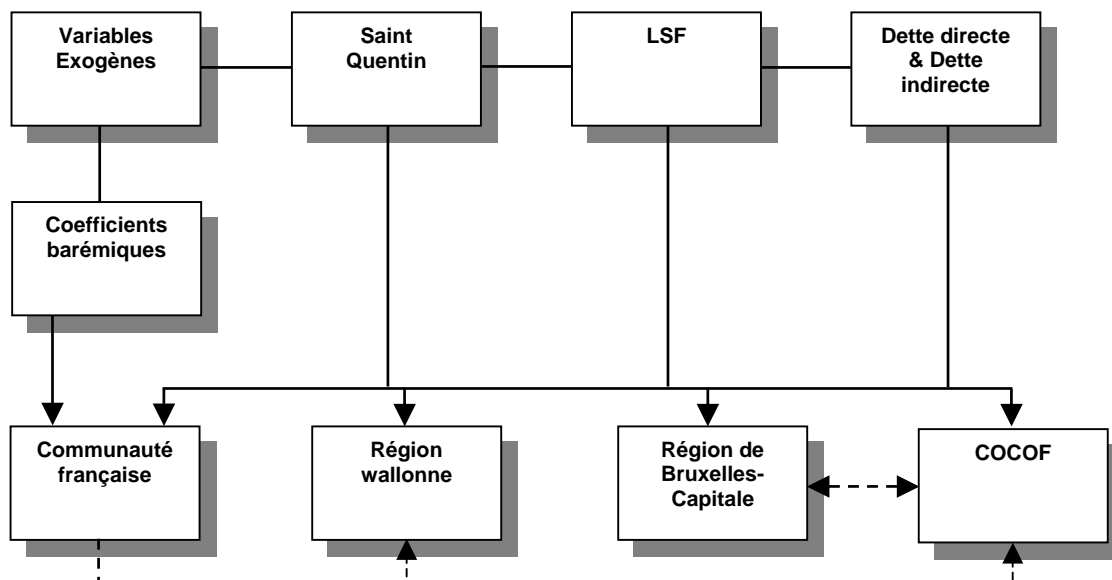 Variables
Exogènes
Saint
Quentin
LSF
Dette directe
& Dette
indirecte
Coefficients
barémiques
Communauté
française
Région
wallonne
Région de
Bruxelles-
Capitale
COCOF